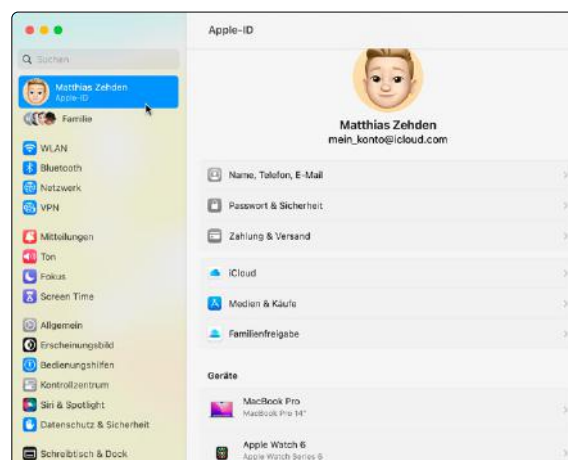 Apple-ID
Suchen
Matthias Zehden
Apple-ID
Familie
WLAN
Bluetooth
Netzwerk
VPN
Mitteilungen
Ton
Fokus
Screen Time
Allgemein
Erscheinungsbild
Bedienungshilfen
Kontrollzentrum
Siri & Spotlight
Datenschutz & Sicherheit
Schreibtisch & Dock
Matthias Zehden
mein_konto@icloud.com
Name, Telefon, E-Mail
Passwort & Sicherheit
Zahlung & Versand
iCloud
Medien & Käufe
Familienfreigabe
Geräte
MacBook Pro
MacBook Pro 14"
Apple Watch 6
Apple Watch Series 6